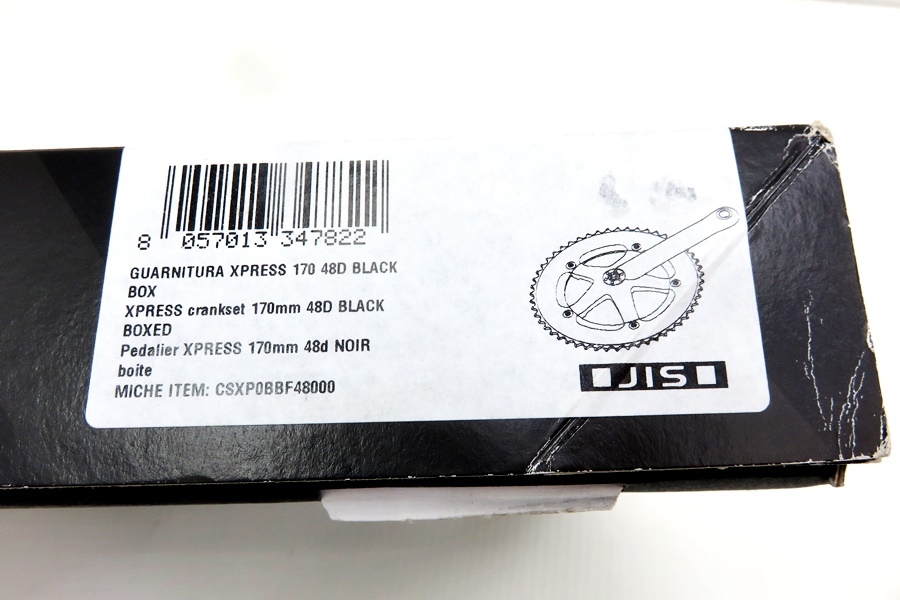 8 057013 347822
GUARNITURA XPRESS 170 48D BLACK
BOX
XPRESS crankset 170mm 48D BLACK
BOXED
Pedalier XPRESS 170mm 48d NOIR
boite
MICHE ITEM: CSXP0BBF48000
JIS